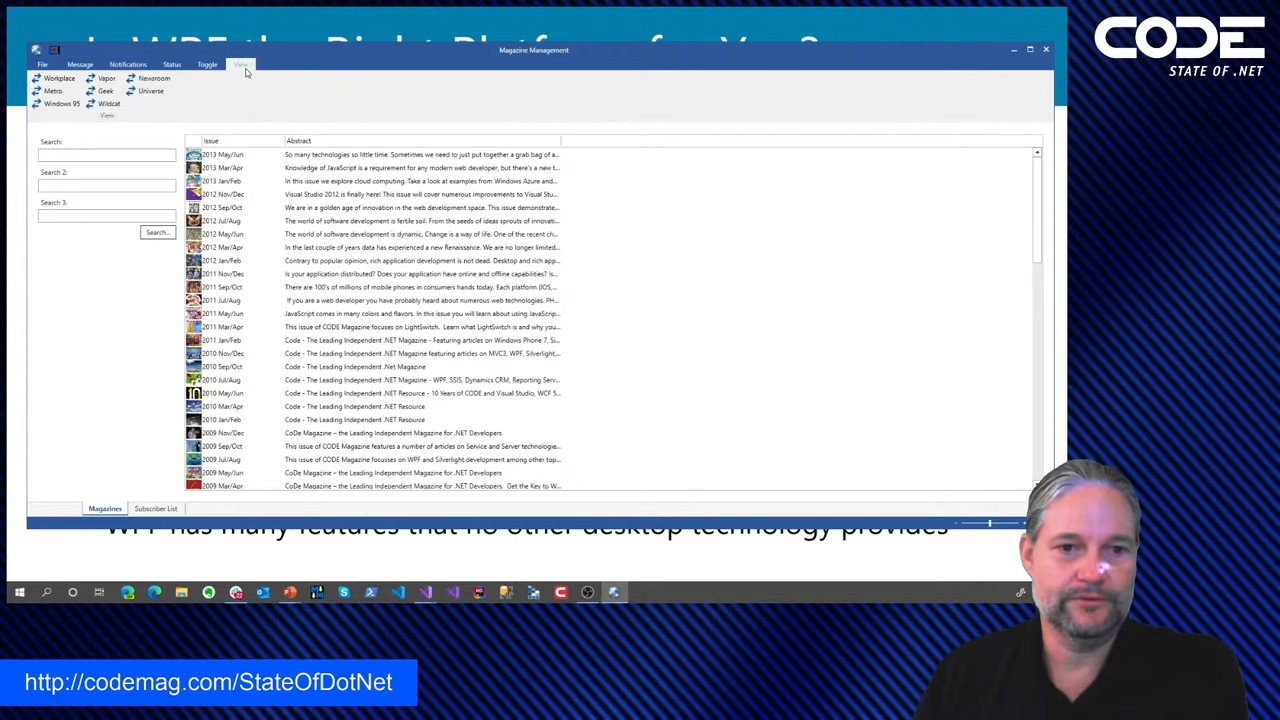 CODE
STATE OF .NET
Is WPF the Right Platform for You?
Magazine Management
File Message Notifications Status Toggle View
Workplace Vapor Newsroom
Metro Geek Universe
Windows 95 Wildcat
View
Search:
Search 2:
Search 3:
Search...
Issue Abstract
2013 May/Jun So many technologies so little time. Sometimes we need to just put together a grab bag of a...
2013 Mar/Apr Knowledge of JavaScript is a requirement for any modern web developer, but there's a new t...
2013 Jan/Feb In this issue we explore cloud computing. Take a look at examples from Windows Azure and...
2012 Nov/Dec Visual Studio 2012 is finally here! This issue will cover numerous improvements to Visual Stu...
2012 Sep/Oct We are in a golden age of innovation in the web development space. This issue demonstrate...
2012 Jul/Aug The world of software development is fertile soil. From the seeds of ideas sprouts of innovati...
2012 May/Jun The world of software development is dynamic. Change is a way of life. One of the recent ch...
2012 Mar/Apr In the last couple of years data has experienced a new Renaissance. We are no longer limited...
2012 Jan/Feb Contrary to popular opinion, rich application development is not dead. Desktop and rich app...
2011 Nov/Dec Is your application distributed? Does your application have online and offline capabilities? Is...
2011 Sep/Oct There are 100's of millions of mobile phones in consumers hands today. Each platform (IOS,...
2011 Jul/Aug If you are a web developer you have probably heard about numerous web technologies. PH...
2011 May/Jun JavaScript comes in many colors and flavors. In this issue you will learn about using JavaScrip...
2011 Mar/Apr This issue of CODE Magazine focuses on LightSwitch. Learn what LightSwitch is and why you...
2011 Jan/Feb Code - The Leading Independent .NET Magazine - Featuring articles on Windows Phone 7, Si...
2010 Nov/Dec Code - The Leading Independent .NET Magazine featuring articles on MVC3, WPF, Silverlight,...
2010 Sep/Oct Code - The Leading Independent .Net Magazine
2010 Jul/Aug Code - The Leading Independent .NET Magazine - WPF, SSIS, Dynamics CRM, Reporting Serv...
2010 May/Jun Code - The Leading Independent .NET Resource - 10 Years of CODE and Visual Studio, WCF 5...
2010 Mar/Apr Code - The Leading Independent .NET Resource
2010 Jan/Feb Code - The Leading Independent .NET Resource
2009 Nov/Dec CoDe Magazine – the Leading Independent Magazine for .NET Developers
2009 Sep/Oct This issue of CODE Magazine features a number of articles on Service and Server technologie...
2009 Jul/Aug This issue of CODE Magazine focusses on WPF and Silverlight development among other top...
2009 May/Jun CoDe Magazine – the Leading Independent Magazine for .NET Developers
2009 Mar/Apr CoDe Magazine – the Leading Independent Magazine for .NET Developers. Get the Key to W...
Magazines Subscriber List
WPF has many features that no other desktop technology provides
http://codemag.com/StateOfDotNet